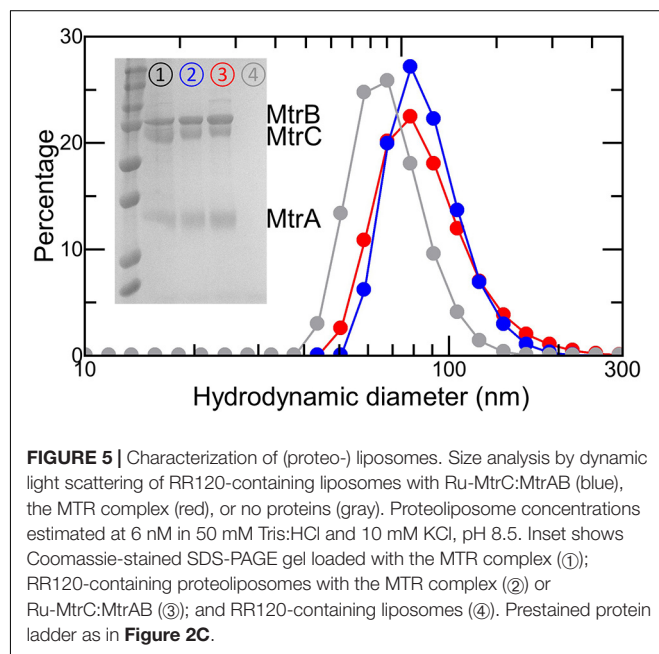 30
20
10
0
Percentage
① ② ③ ④
MtrB
MtrC
MtrA
10
100
300
Hydrodynamic diameter (nm)
FIGURE 5 | Characterization of (proteo-) liposomes. Size analysis by dynamic
light scattering of RR120-containing liposomes with Ru-MtrC:MtrAB (blue),
the MTR complex (red), or no proteins (gray). Proteoliposome concentrations
estimated at 6 nM in 50 mM Tris:HCl and 10 mM KCl, pH 8.5. Inset shows
Coomassie-stained SDS-PAGE gel loaded with the MTR complex (①);
RR120-containing proteoliposomes with the MTR complex (②) or
Ru-MtrC:MtrAB (③); and RR120-containing liposomes (④). Prestained protein
ladder as in Figure 2C.